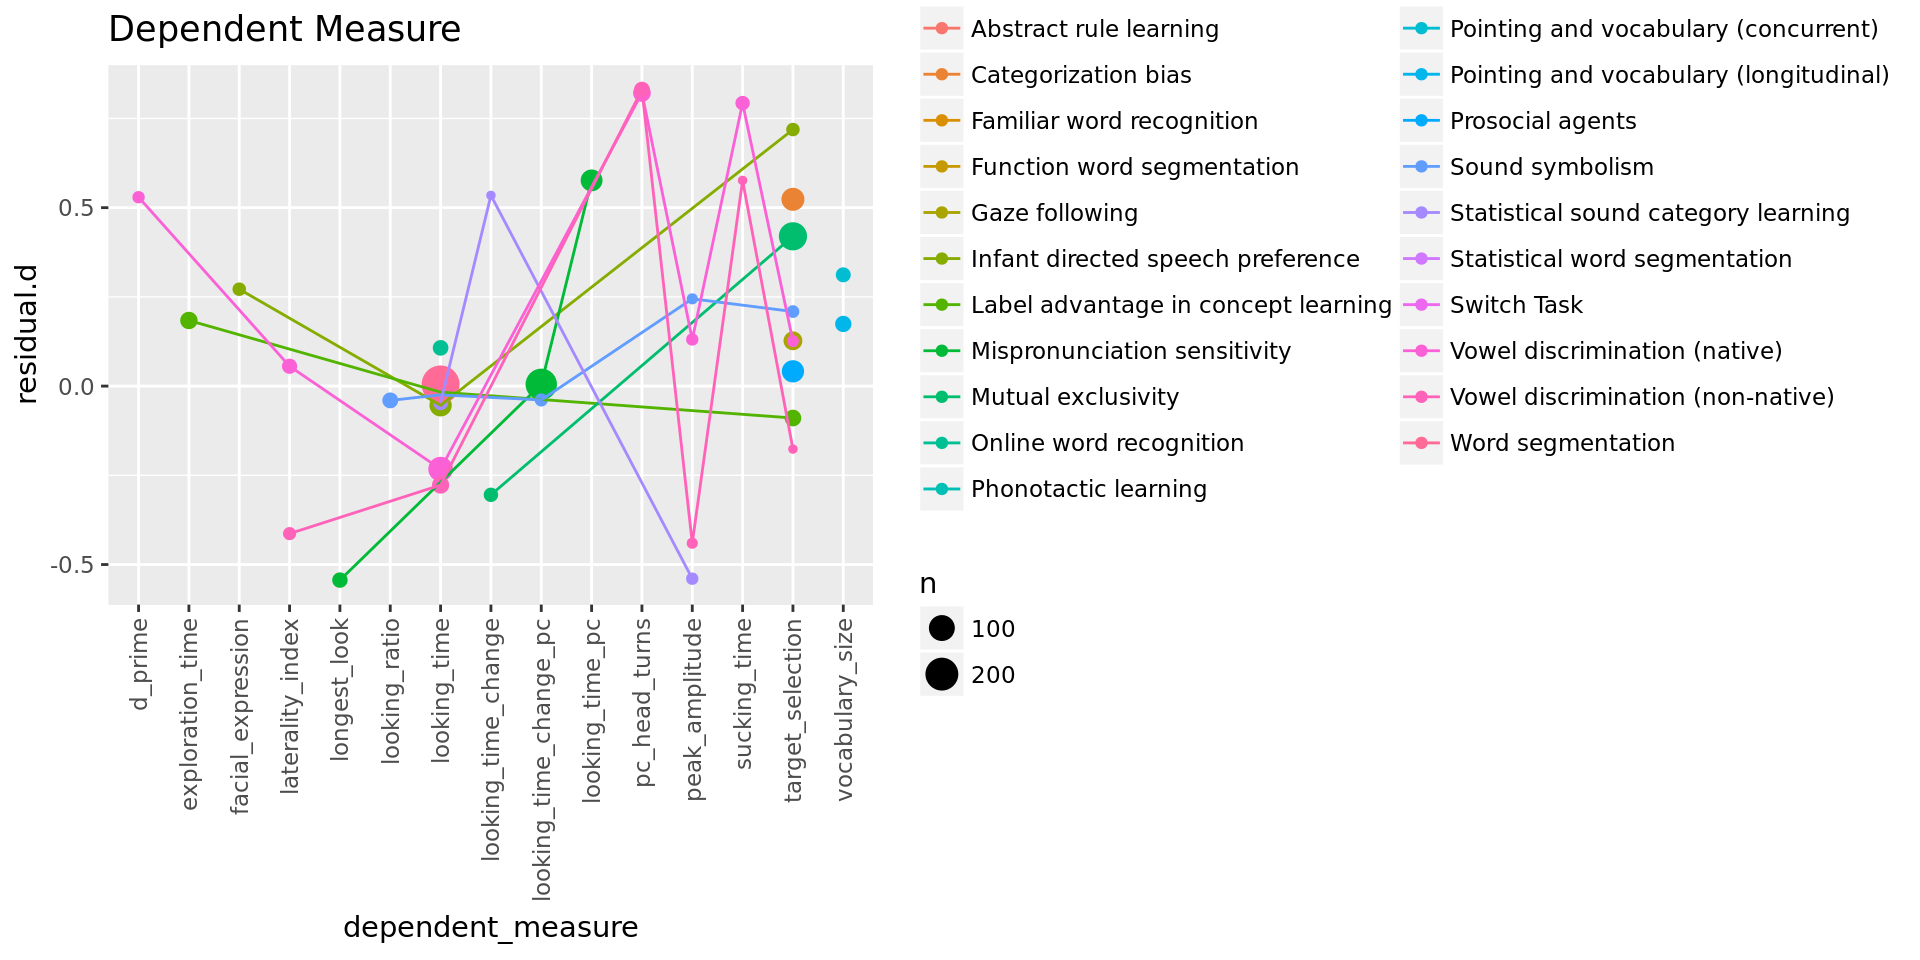 Dependent Measure
residual.d
0.5
0.0
-0.5
d_prime
exploration_time
facial_expression
laterality_index
longest_look
looking_ratio
looking_time
looking_time_change
looking_time_change_pc
looking_time_pc
pc_head_turns
peak_amplitude
sucking_time
target_selection
vocabulary_size
dependent_measure
Abstract rule learning
Categorization bias
Familiar word recognition
Function word segmentation
Gaze following
Infant directed speech preference
Label advantage in concept learning
Mispronunciation sensitivity
Mutual exclusivity
Online word recognition
Phonotactic learning
Pointing and vocabulary (concurrent)
Pointing and vocabulary (longitudinal)
Prosocial agents
Sound symbolism
Statistical sound category learning
Statistical word segmentation
Switch Task
Vowel discrimination (native)
Vowel discrimination (non-native)
Word segmentation
n
100
200